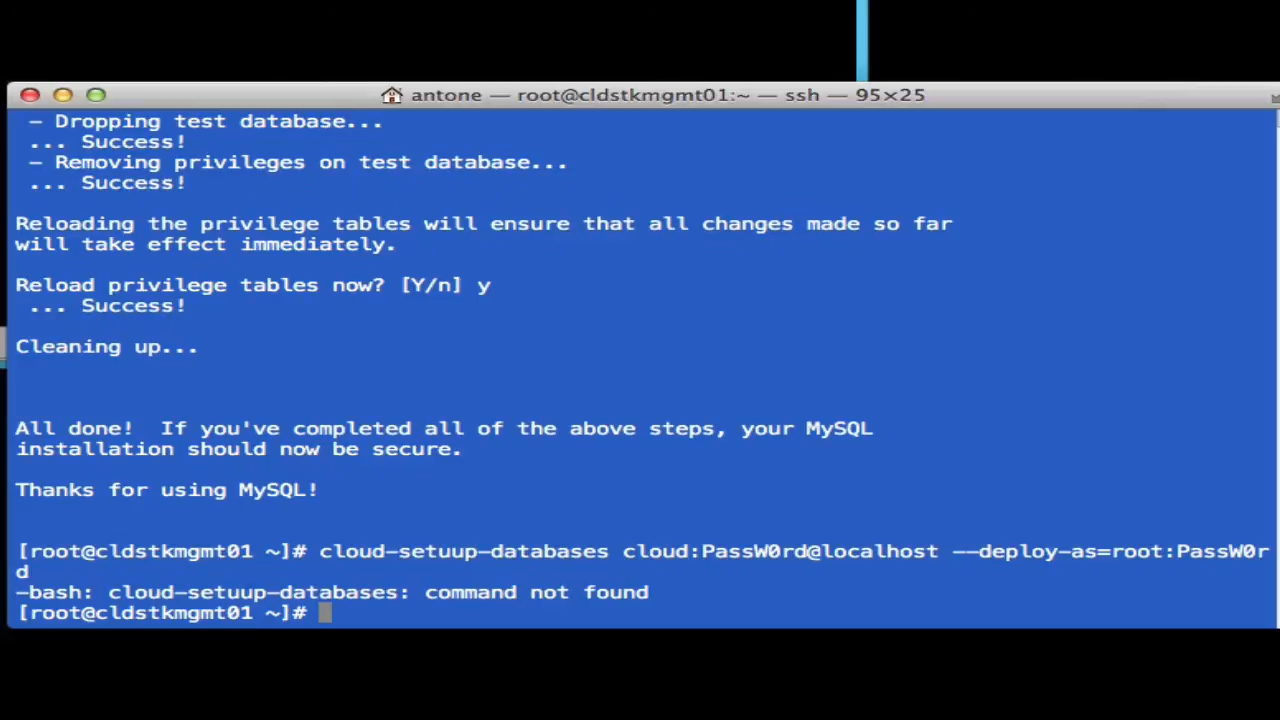 antone — root@cldstkmgmt01:~ — ssh — 95×25
- Dropping test database...
... Success!
- Removing privileges on test database...
... Success!
Reloading the privilege tables will ensure that all changes made so far
will take effect immediately.
Reload privilege tables now? [Y/n] y
... Success!
Cleaning up...
All done!  If you've completed all of the above steps, your MySQL
installation should now be secure.
Thanks for using MySQL!
[root@cldstkmgmt01 ~]# cloud-setuup-databases cloud:PassW0rd@localhost --deploy-as=root:PassW0r
d
-bash: cloud-setuup-databases: command not found
[root@cldstkmgmt01 ~]#